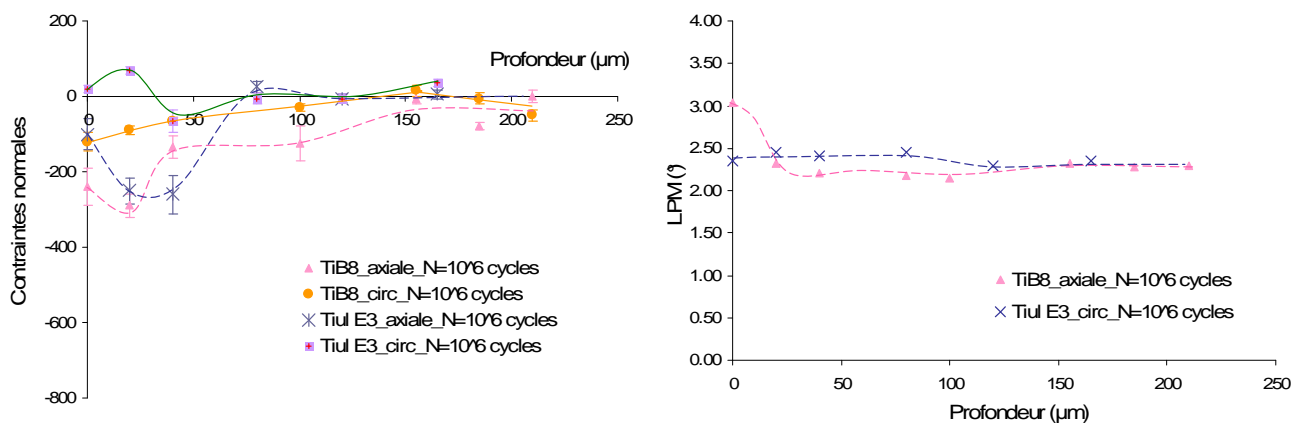 200
Profondeur (µm)
0
0
50
100
150
200
250
-200
-400
-600
-800
Contraintes normales
TiB8_axiale_N=10^6 cycles
TiB8_circ_N=10^6 cycles
Tiul E3_axiale_N=10^6 cycles
Tiul E3_circ_N=10^6 cycles
4.00
3.50
3.00
2.50
2.00
1.50
1.00
0.50
0.00
LPM (°)
TiB8_axiale_N=10^6 cycles
Tiul E3_circ_N=10^6 cycles
0
50
100
150
200
250
Profondeur (µm)